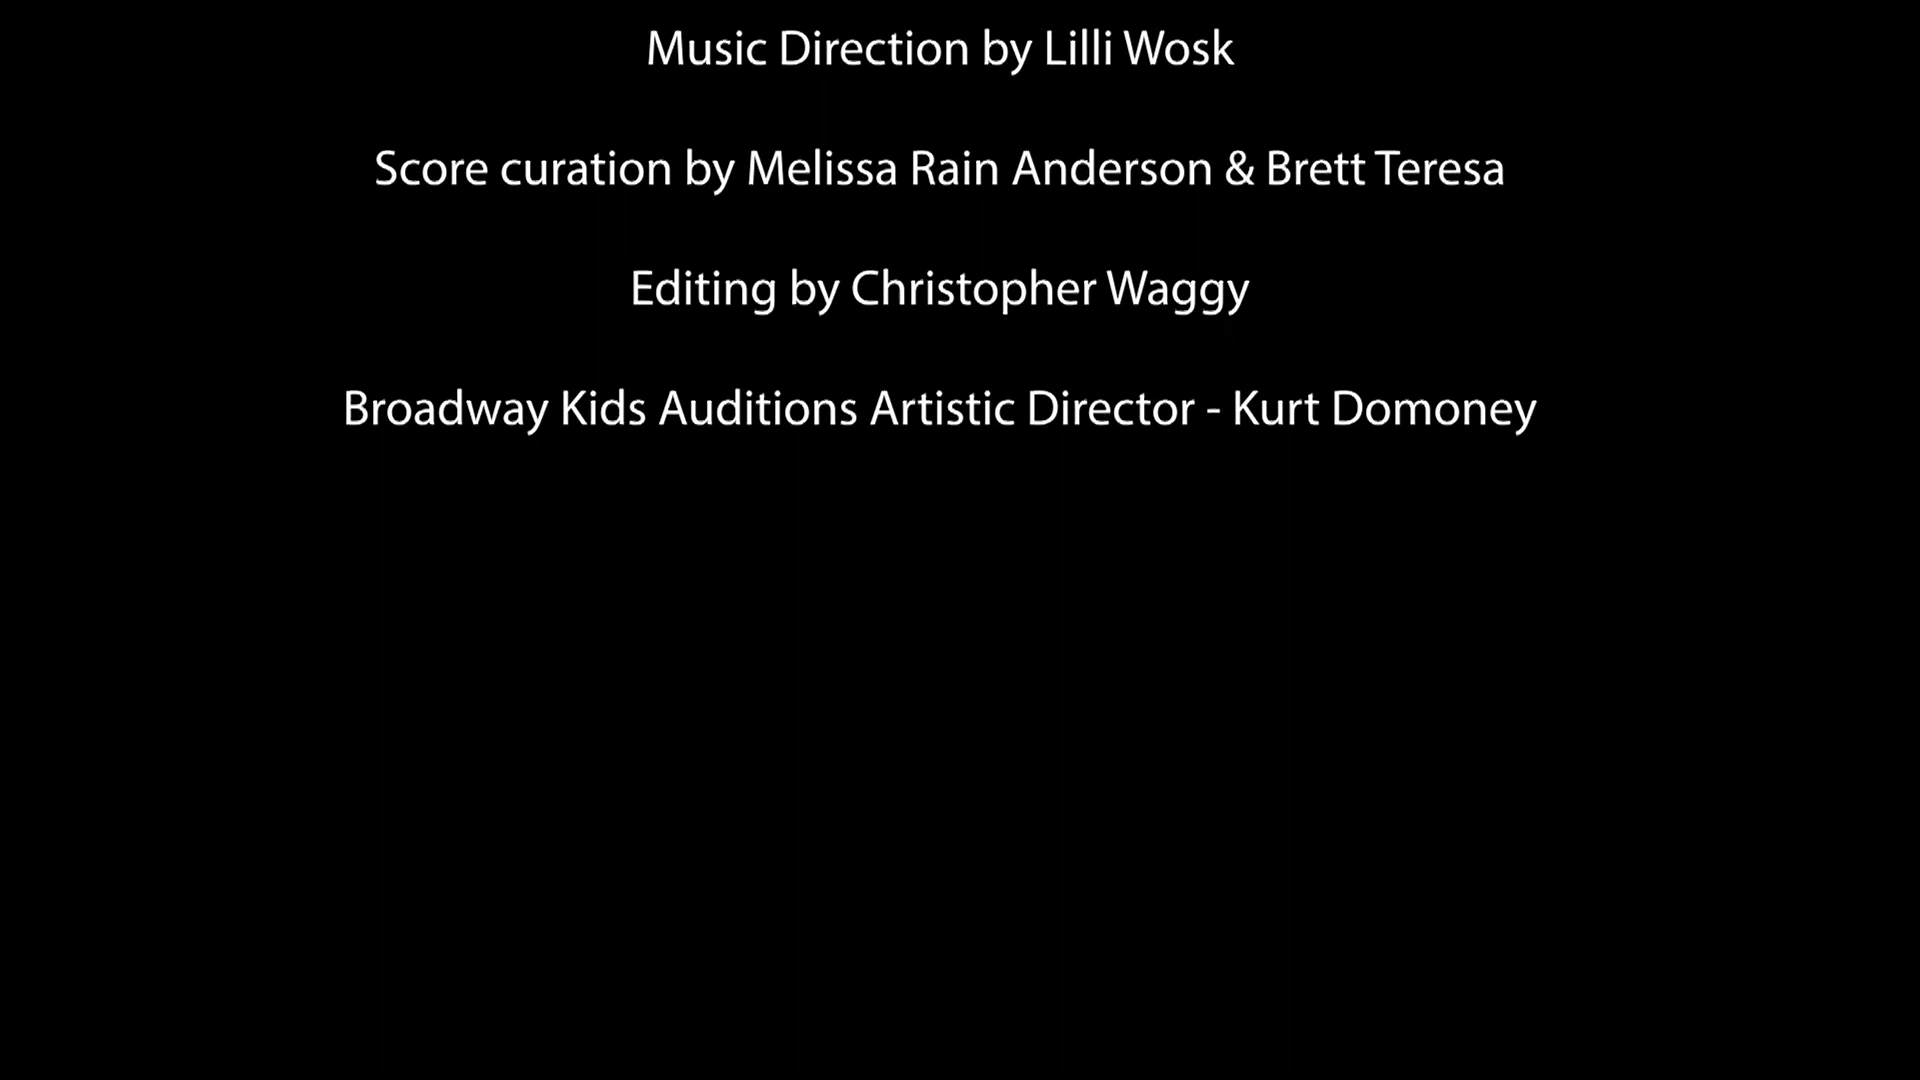 Music Direction by Lilli Wosk
Score curation by Melissa Rain Anderson & Brett Teresa
Editing by Christopher Waggy
Broadway Kids Auditions Artistic Director - Kurt Domoney